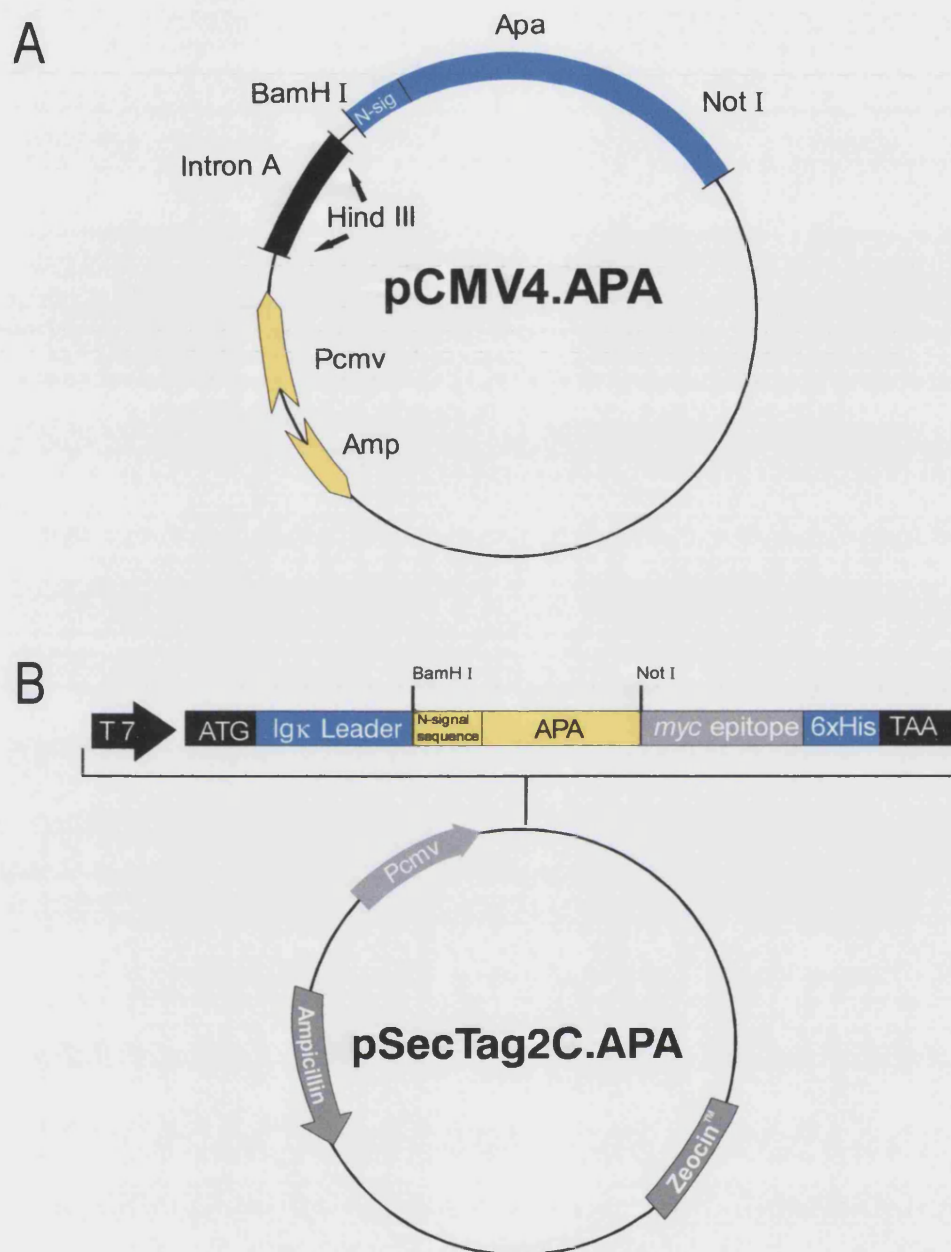 A
Apa
BamH I
N-sig
Not I
Intron A
Hind III
pCMV4.APA
Pcmv
Amp
B
BamH I
Not I
T 7
ATG
Igκ Leader
N-signal
sequence
APA
myc epitope
6xHis
TAA
Pcmv
Ampicillin
pSecTag2C.APA
Zeocin™